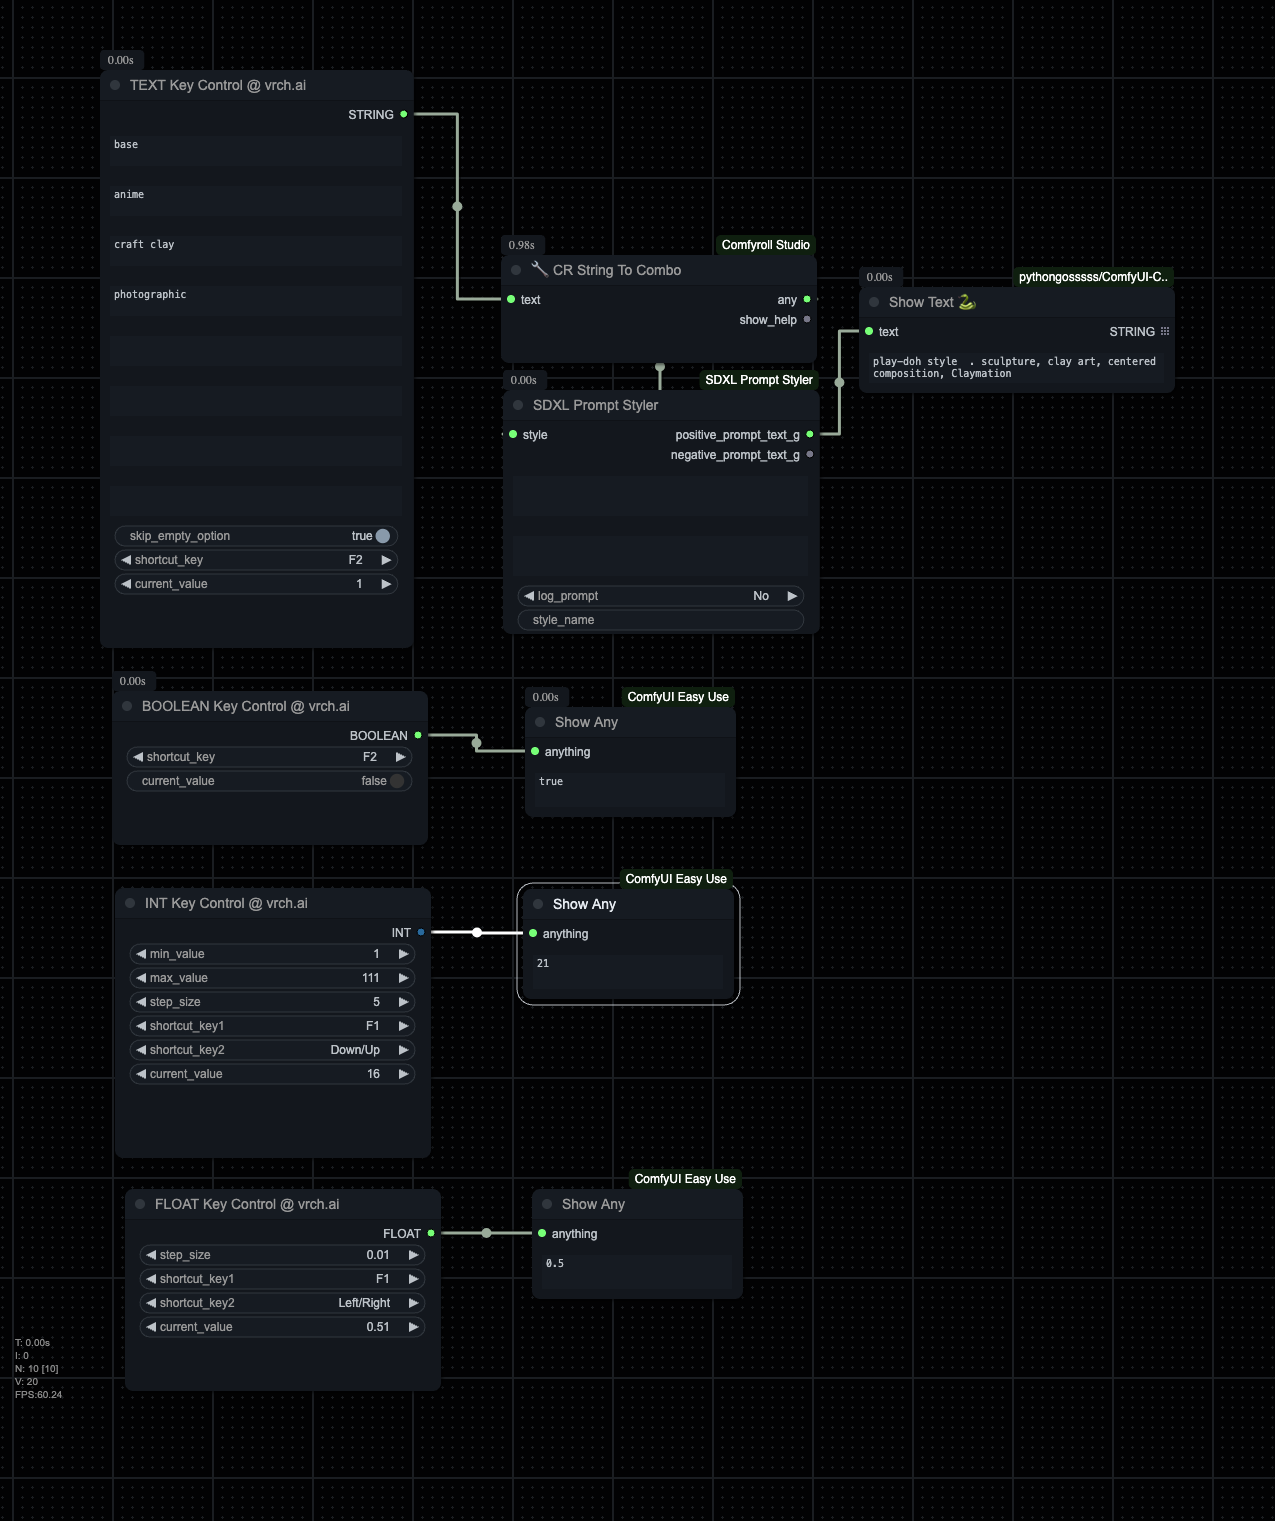 0.00s
TEXT Key Control @ vrch.ai
STRING
base
anime
craft clay
photographic
skip_empty_option true
shortcut_key F2
current_value 1
0.98s Comfyroll Studio
CR String To Combo
text any
show_help
0.00s SDXL Prompt Styler
SDXL Prompt Styler
style positive_prompt_text_g
negative_prompt_text_g
log_prompt No
style_name
0.00s pythongosssss/ComfyUI-C..
Show Text 🐍
text STRING
play-doh style . sculpture, clay art, centered
composition, Claymation
0.00s
BOOLEAN Key Control @ vrch.ai
BOOLEAN
shortcut_key F2
current_value false
0.00s ComfyUI Easy Use
Show Any
anything
true
INT Key Control @ vrch.ai
INT
min_value 1
max_value 111
step_size 5
shortcut_key1 F1
shortcut_key2 Down/Up
current_value 16
ComfyUI Easy Use
Show Any
anything
21
FLOAT Key Control @ vrch.ai
FLOAT
step_size 0.01
shortcut_key1 F1
shortcut_key2 Left/Right
current_value 0.51
ComfyUI Easy Use
Show Any
anything
0.5
T: 0.00s
I: 0
N: 10 [10]
V: 20
FPS:60.24